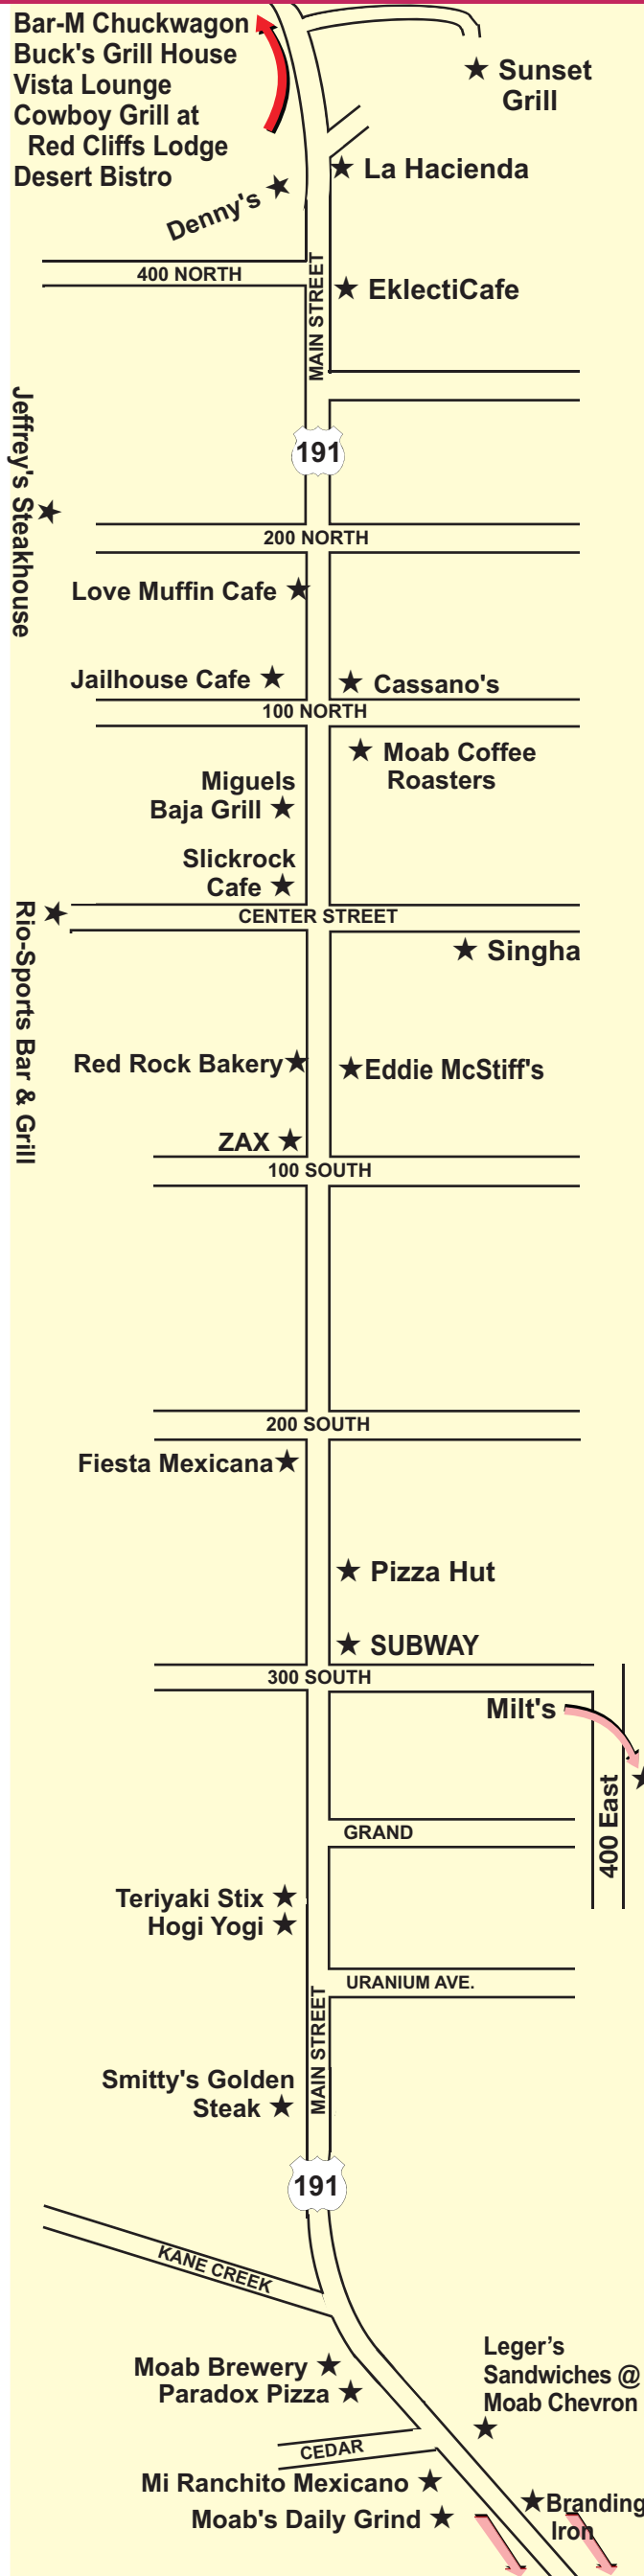 Bar-M Chuckwagon
Buck's Grill House
Vista Lounge
Cowboy Grill at
Red Cliffs Lodge
Desert Bistro
Sunset
Grill
La Hacienda
Denny's
400 NORTH
MAIN STREET
EklectiCafe
191
Jeffrey's Steakhouse
200 NORTH
Love Muffin Cafe
Jailhouse Cafe
Cassano's
100 NORTH
Moab Coffee
Roasters
Miguels
Baja Grill
Slickrock
Cafe
CENTER STREET
Rio-Sports Bar & Grill
Singha
Red Rock Bakery
Eddie McStiff's
ZAX
100 SOUTH
200 SOUTH
Fiesta Mexicana
Pizza Hut
SUBWAY
300 SOUTH
Milt's
400 East
GRAND
Teriyaki Stix
Hogi Yogi
URANIUM AVE.
MAIN STREET
Smitty's Golden
Steak
191
KANE CREEK
Moab Brewery
Paradox Pizza
Leger’s
Sandwiches @
Moab Chevron
CEDAR
Mi Ranchito Mexicano
Moab's Daily Grind
Branding
Iron